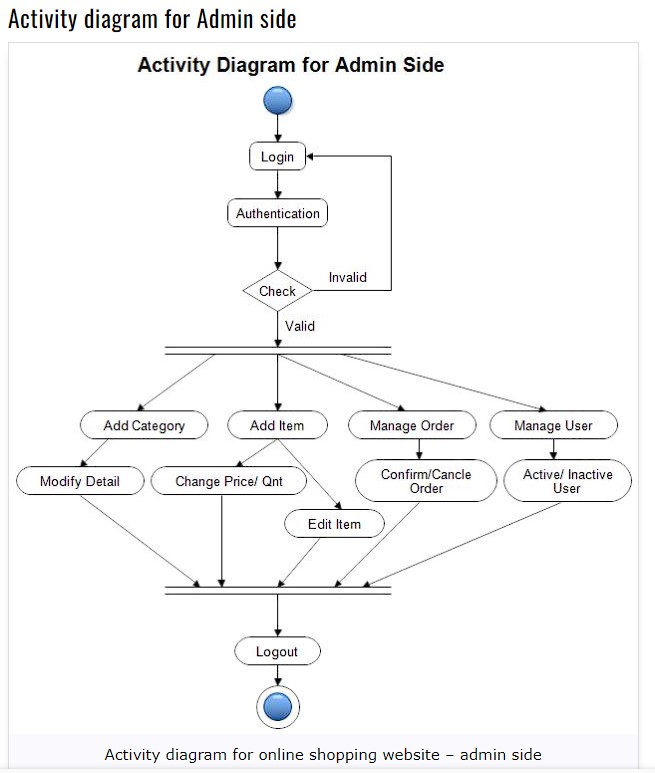 Activity diagram for Admin side
Activity Diagram for Admin Side
Login
Authentication
Invalid
Check
Valid
Add Category
Add Item
Manage Order
Manage User
Modify Detail
Change Price/ Qnt
Confirm/Cancle
Order
Active/ Inactive
User
Edit Item
Logout
Activity diagram for online shopping website – admin side